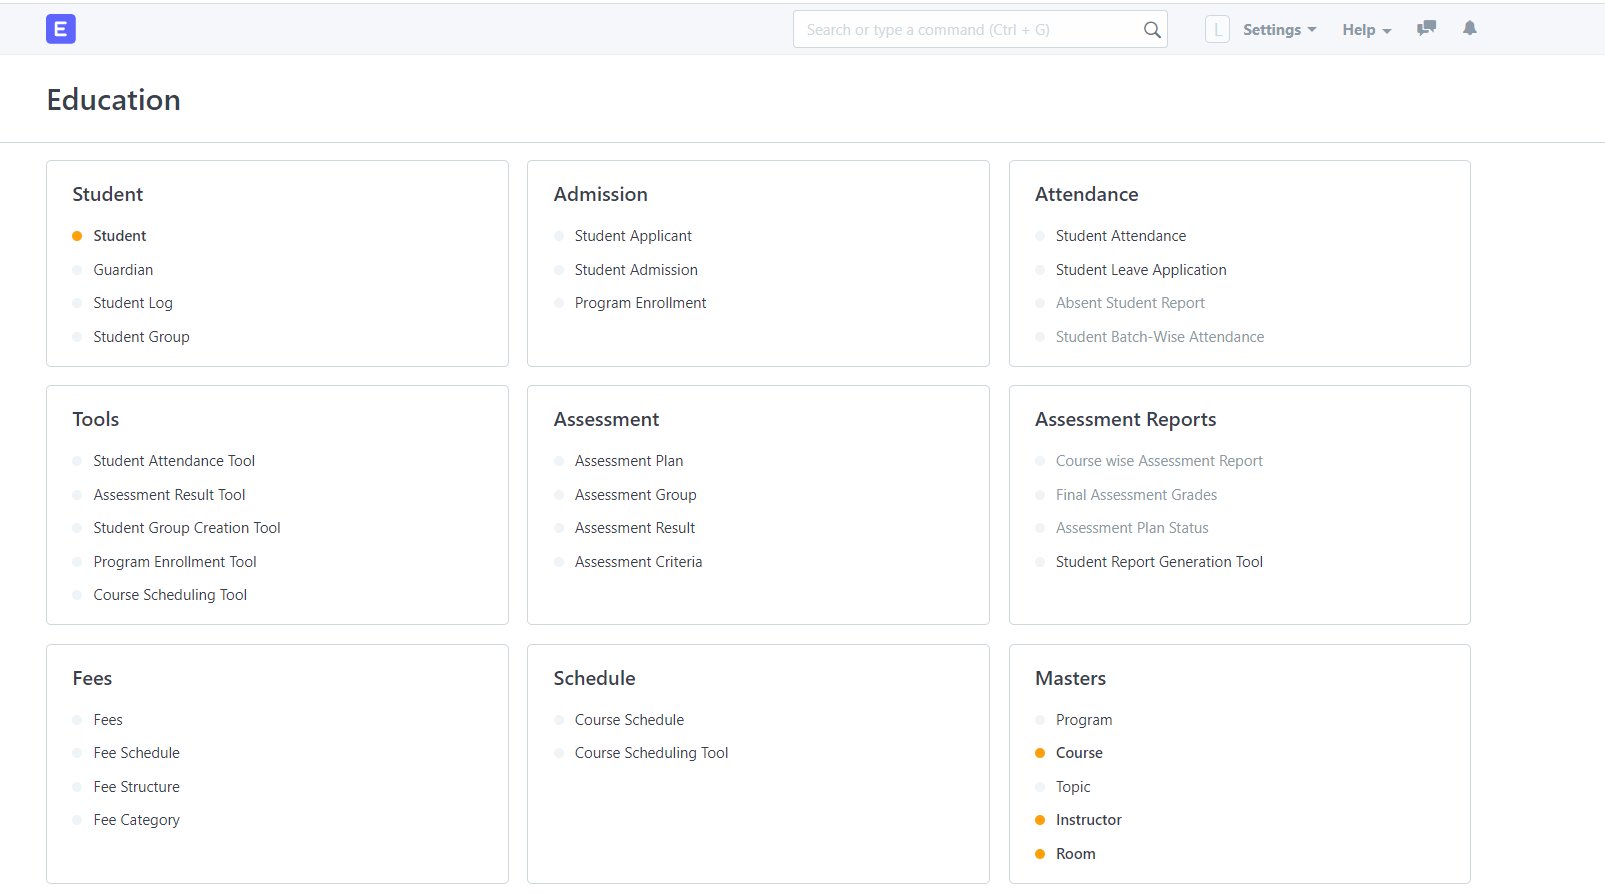 E
Search or type a command (Ctrl + G)
L
Settings
Help
Education
Student
Student
Guardian
Student Log
Student Group
Admission
Student Applicant
Student Admission
Program Enrollment
Attendance
Student Attendance
Student Leave Application
Absent Student Report
Student Batch-Wise Attendance
Tools
Student Attendance Tool
Assessment Result Tool
Student Group Creation Tool
Program Enrollment Tool
Course Scheduling Tool
Assessment
Assessment Plan
Assessment Group
Assessment Result
Assessment Criteria
Assessment Reports
Course wise Assessment Report
Final Assessment Grades
Assessment Plan Status
Student Report Generation Tool
Fees
Fees
Fee Schedule
Fee Structure
Fee Category
Schedule
Course Schedule
Course Scheduling Tool
Masters
Program
Course
Topic
Instructor
Room